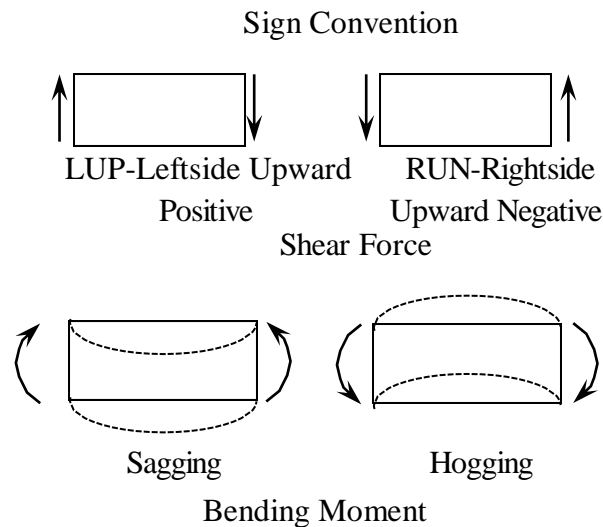 Sign Convention
LUP-Leftside Upward
Positive
RUN-Rightside
Upward Negative
Shear Force
Sagging
Hogging
Bending Moment